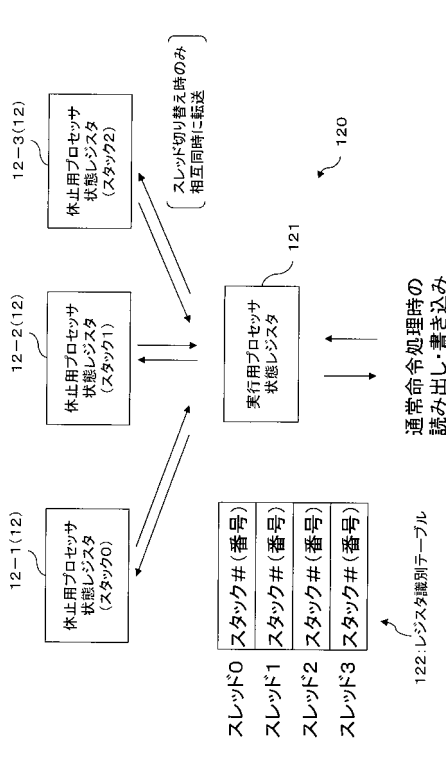 12-1(12)
休止用プロセッサ
状態レジスタ
(スタック0)
12-2(12)
休止用プロセッサ
状態レジスタ
(スタック1)
12-3(12)
休止用プロセッサ
状態レジスタ
(スタック2)
スレッド切り替え時のみ
相互同時に転送
実行用プロセッサ
状態レジスタ
121
120
通常命令処理時の
読み出し・書き込み
スレッド0 スタック#(番号)
スレッド1 スタック#(番号)
スレッド2 スタック#(番号)
スレッド3 スタック#(番号)
122:レジスタ識別テーブル